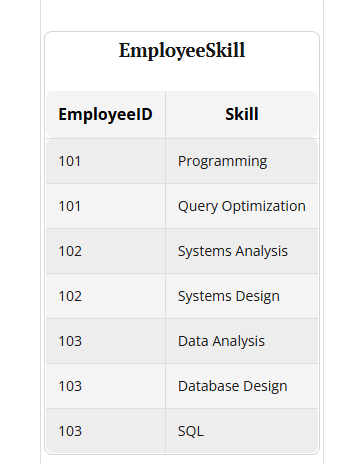 EmployeeSkill
EmployeeID Skill
101 Programming
101 Query Optimization
102 Systems Analysis
102 Systems Design
103 Data Analysis
103 Database Design
103 SQL